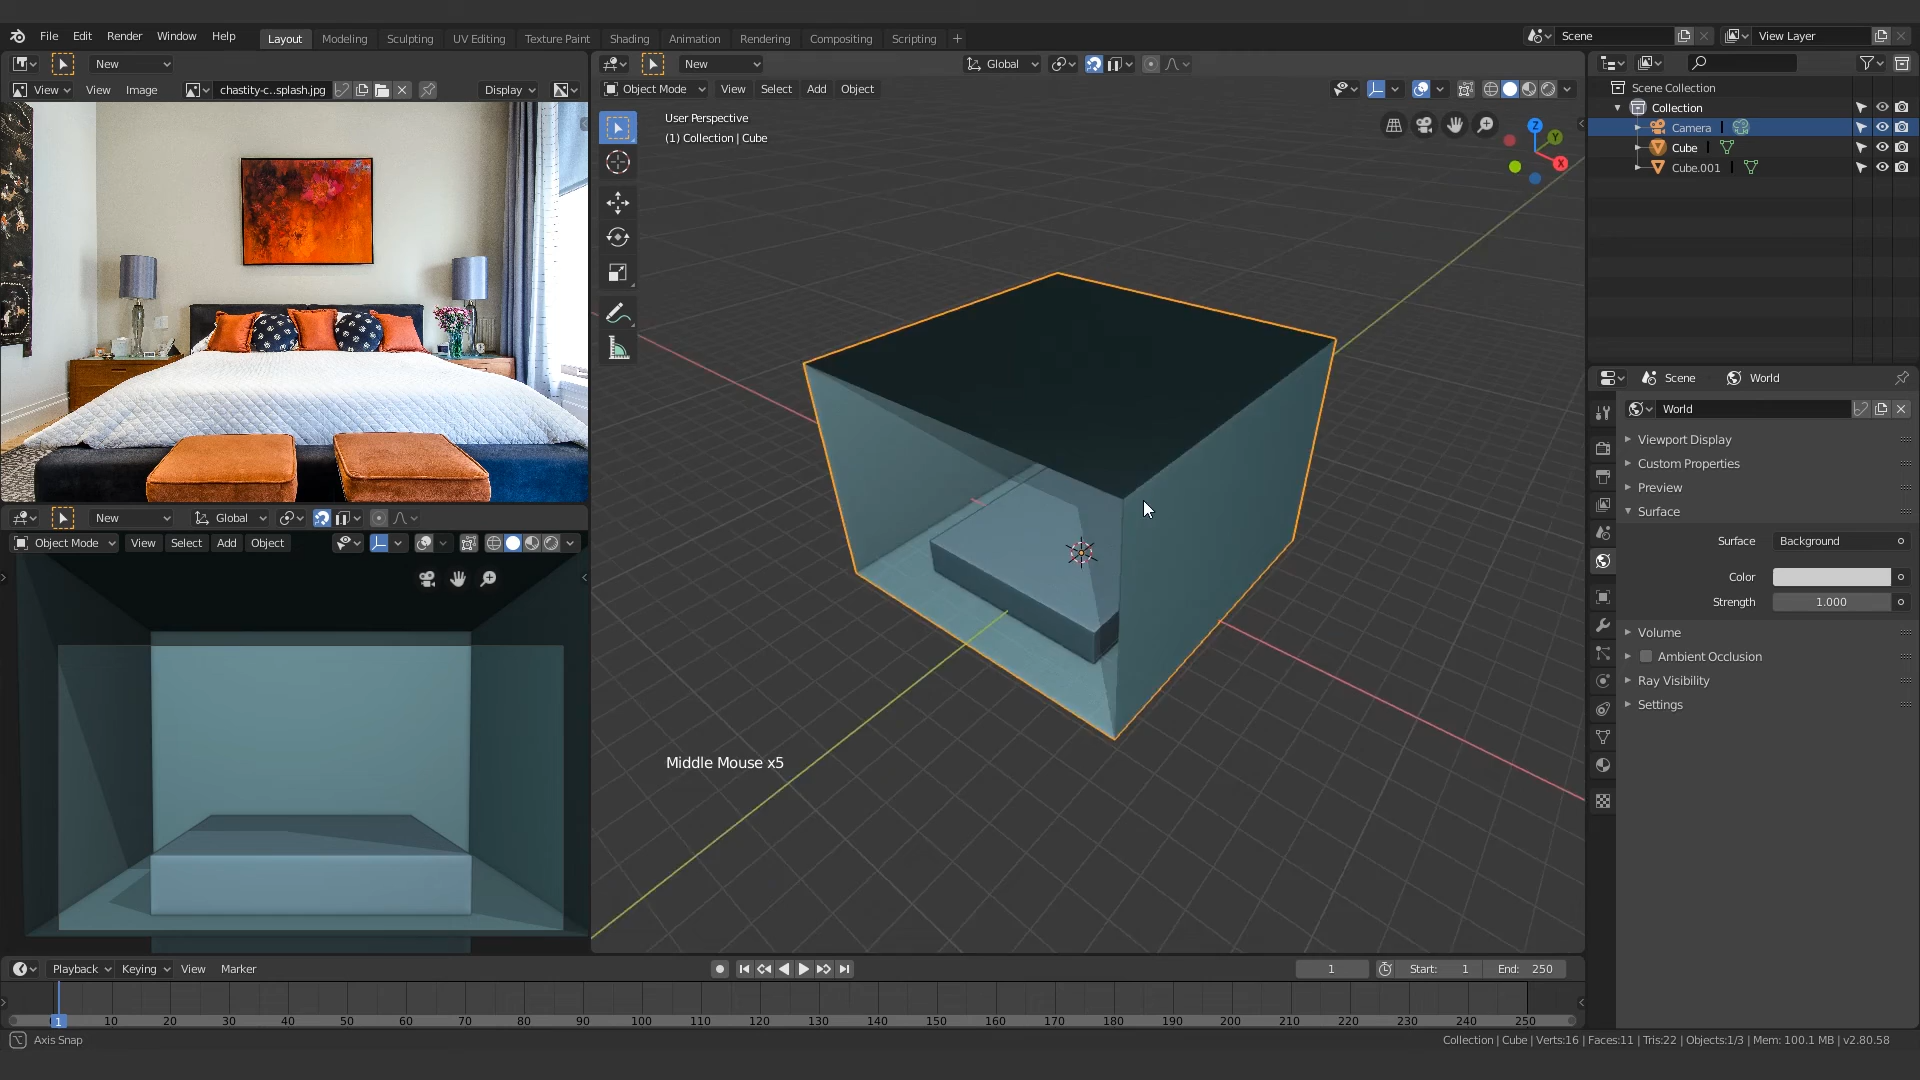 File Edit Render Window Help Layout Modeling Sculpting UV Editing Texture Paint Shading Animation Rendering Compositing Scripting + Scene View Layer
New
View View Image chastity-c..splash.jpg Display
New Global
Object Mode View Select Add Object
User Perspective
(1) Collection | Cube
Z
Y
X
Middle Mouse x5
New Global
Object Mode View Select Add Object
Scene Collection
Collection
Camera
Cube
Cube.001
Scene World
World
Viewport Display
Custom Properties
Preview
Surface
Surface Background
Color
Strength 1.000
Volume
Ambient Occlusion
Ray Visibility
Settings
Playback Keying View Marker 1 Start: 1 End: 250
1 10 20 30 40 50 60 70 80 90 100 110 120 130 140 150 160 170 180 190 200 210 220 230 240 250
Axis Snap Collection | Cube | Verts:16 | Faces:11 | Tris:22 | Objects:1/3 | Mem: 100.1 MB | v2.80.58